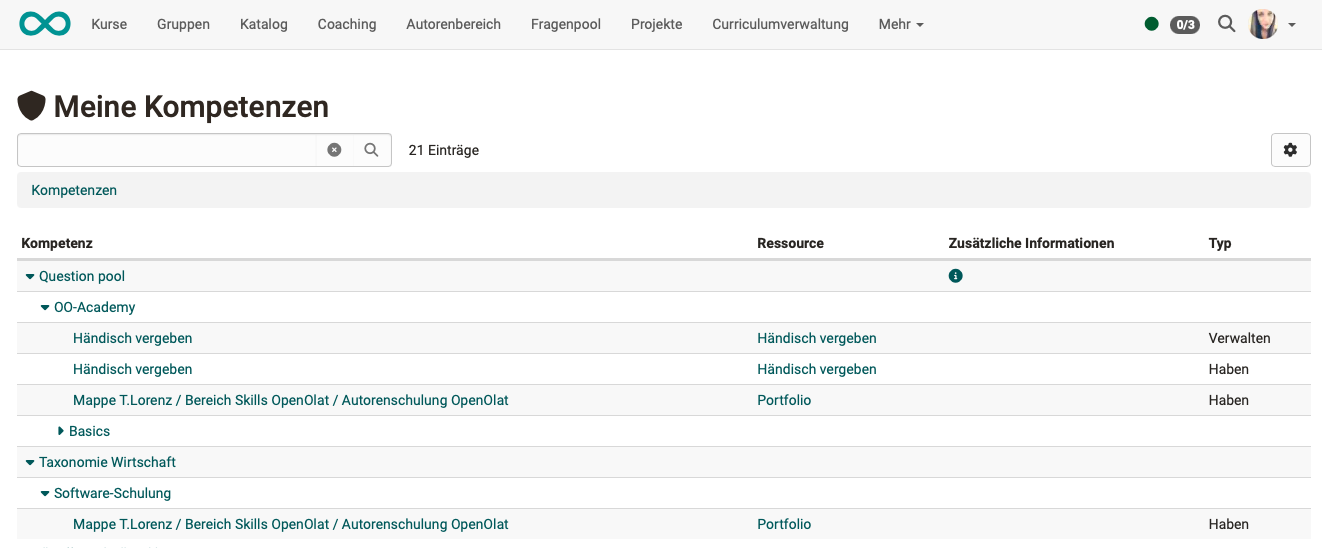 Kurse Gruppen Katalog Coaching Autorenbereich Fragenpool Projekte Curriculumverwaltung Mehr 0/3
Meine Kompetenzen
21 Einträge
Kompetenzen
Kompetenz Ressource Zusätzliche Informationen Typ
Question pool
OO-Academy
Händisch vergeben Händisch vergeben Verwalten
Händisch vergeben Händisch vergeben Haben
Mappe T.Lorenz / Bereich Skills OpenOlat / Autorenschulung OpenOlat Portfolio Haben
Basics
Taxonomie Wirtschaft
Software-Schulung
Mappe T.Lorenz / Bereich Skills OpenOlat / Autorenschulung OpenOlat Portfolio Haben